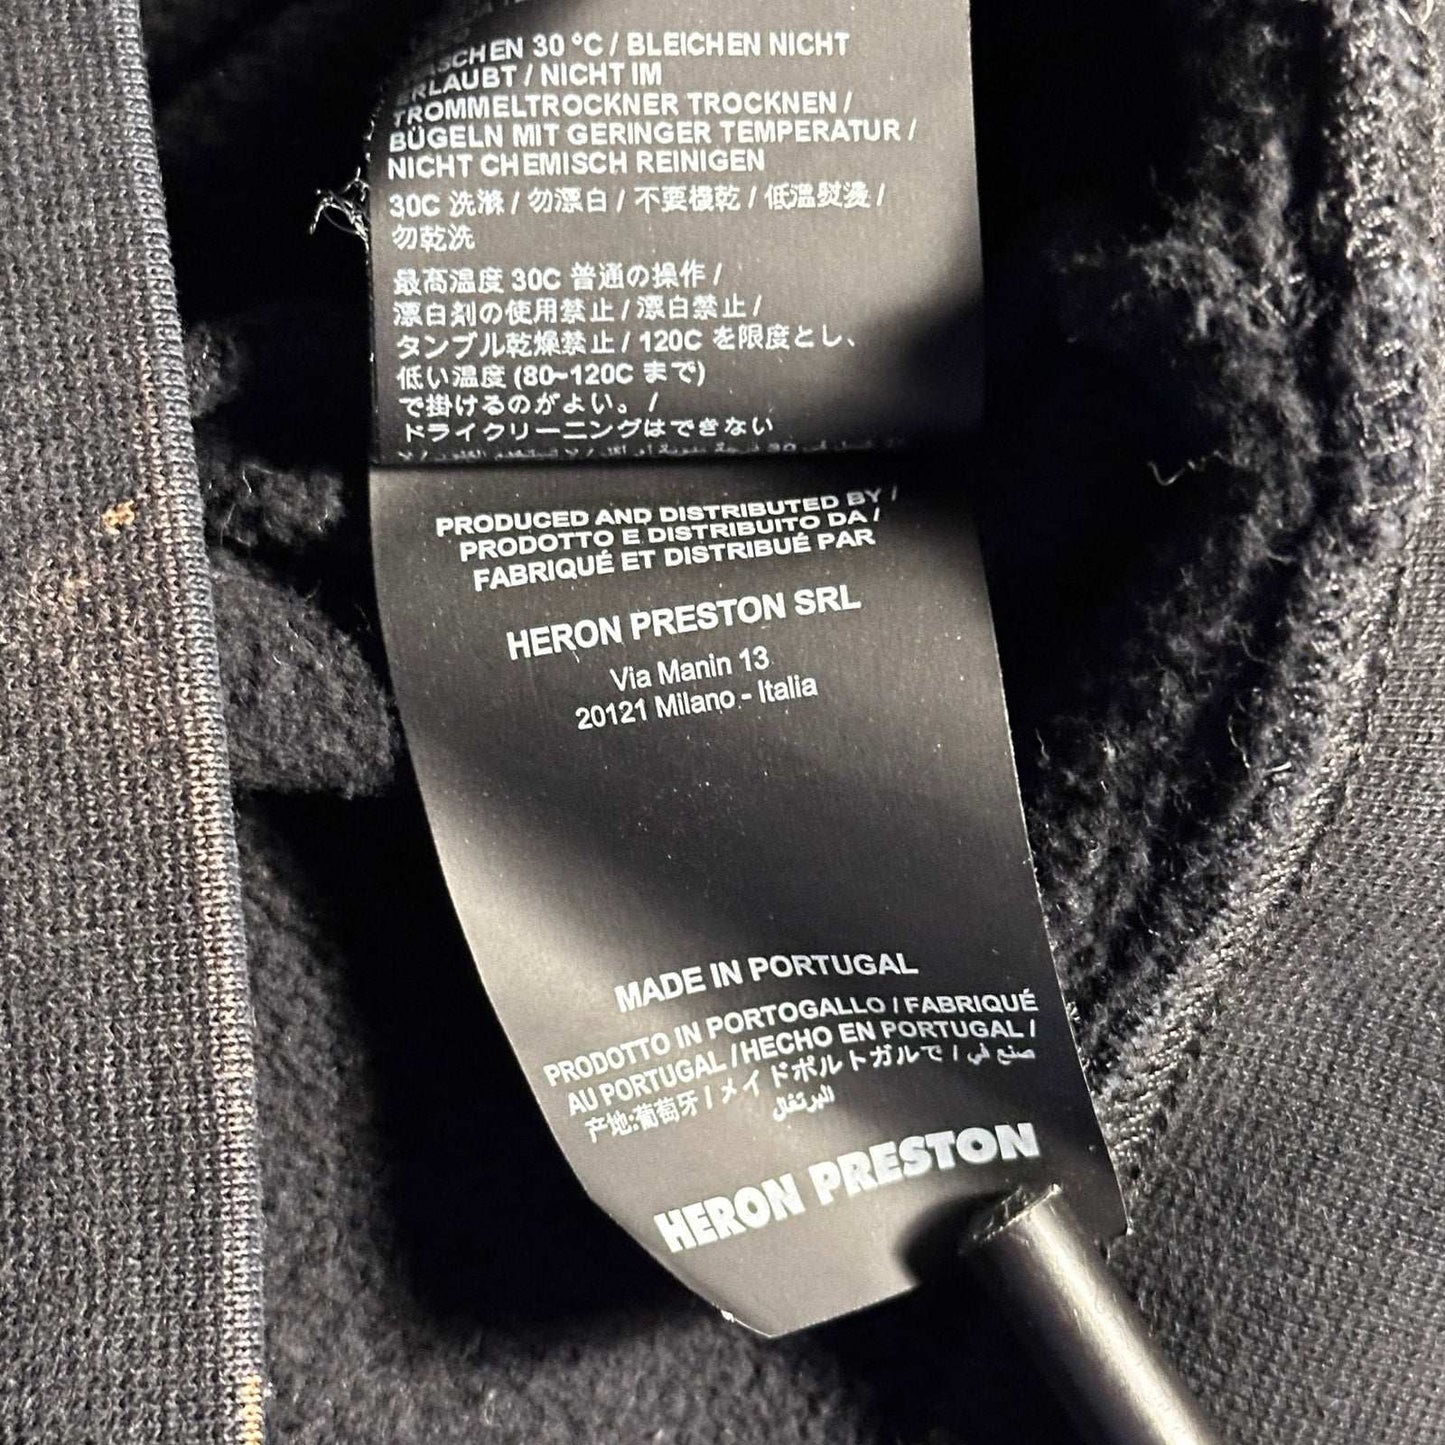 30 °C / BLEICHEN NICHT
ERLAUBT / NICHT IM
TROMMELTROCKNER TROCKNEN /
BÜGELN MIT GERINGER TEMPERATUR /
NICHT CHEMISCH REINIGEN
30C 洗滌 / 勿漂白 / 不要機乾 / 低溫熨燙 /
勿乾洗
最高温度 30C 普通の操作 /
漂白剤の使用禁止 / 漂白禁止 /
タンブル乾燥禁止 / 120C を限度とし、
低い温度 (80~120C まで)
で掛けるのがよい。 /
ドライクリーニングはできない
PRODUCED AND DISTRIBUTED BY /
PRODOTTO E DISTRIBUITO DA /
FABRIQUÉ ET DISTRIBUÉ PAR
HERON PRESTON SRL
Via Manin 13
20121 Milano - Italia
MADE IN PORTUGAL
PRODOTTO IN PORTOGALLO / FABRIQUÉ
AU PORTUGAL / HECHO EN PORTUGAL /
产地:葡萄牙 / メイドポルトガルで / صنع في
البرتغال
HERON PRESTON